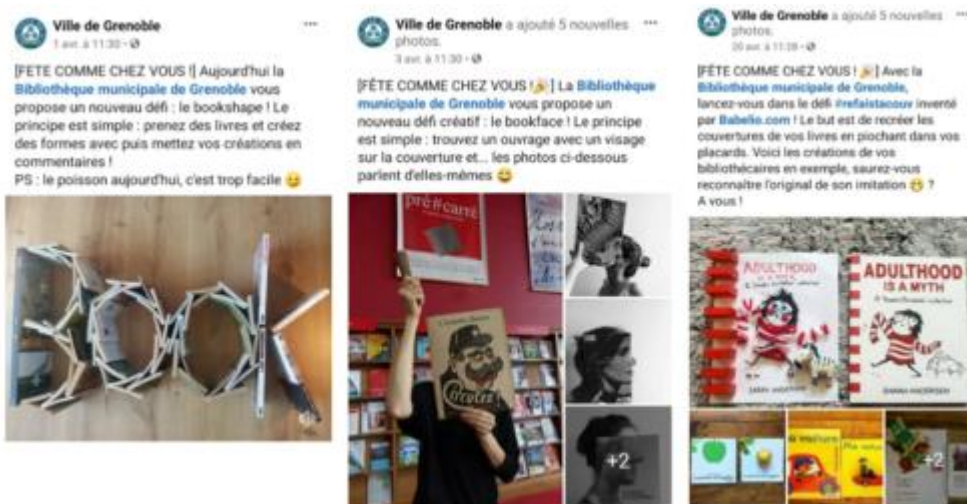 Ville de Grenoble
1 avr. à 11:30
[FETE COMME CHEZ VOUS !] Aujourd'hui la
Bibliothèque municipale de Grenoble vous
propose un nouveau défi : le bookshape ! Le
principe est simple : prenez des livres et créez
des formes avec puis mettez vos créations en
commentaires !
PS : le poisson aujourd'hui, c'est trop facile 😉
book
Ville de Grenoble a ajouté 5 nouvelles
photos.
3 avr. à 11:30
[FÊTE COMME CHEZ VOUS !🎉] La Bibliothèque
municipale de Grenoble vous propose un
nouveau défi créatif : le bookface ! Le principe
est simple : trouvez un ouvrage avec un visage
sur la couverture et... les photos ci-dessous
parlent d'elles-mêmes 😄
pré#carré
Circulez !
+2
Ville de Grenoble a ajouté 5 nouvelles
photos.
20 avr. à 11:28
[FÊTE COMME CHEZ VOUS ! 🎉] Avec la
Bibliothèque municipale de Grenoble,
lancez-vous dans le défi #refaistacouv inventé
par Babelio.com ! Le but est de recréer les
couvertures de vos livres en piochant dans vos
placards. Voici les créations de vos
bibliothécaires en exemple, saurez-vous
reconnaître l'original de son imitation 🤭 ?
A vous !
ADULTHOOD
IS A MYTH
SARAH ANDERSEN
ADULTHOOD
IS A MYTH
SARAH ANDERSEN
+2